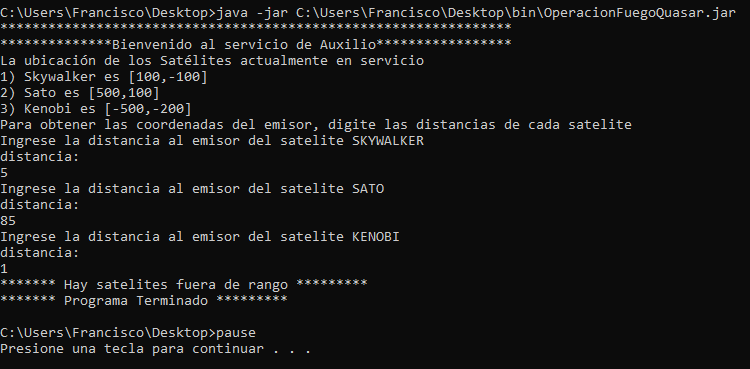 C:\Users\Francisco\Desktop>java -jar C:\Users\Francisco\Desktop\bin\OperacionFuegoQuasar.jar
****************************************************************
**************Bienvenido al servicio de Auxilio*****************
La ubicación de los Satélites actualmente en servicio
1) Skywalker es [100,-100]
2) Sato es [500,100]
3) Kenobi es [-500,-200]
Para obtener las coordenadas del emisor, digite las distancias de cada satelite
Ingrese la distancia al emisor del satelite SKYWALKER
distancia:
5
Ingrese la distancia al emisor del satelite SATO
distancia:
85
Ingrese la distancia al emisor del satelite KENOBI
distancia:
1
******* Hay satelites fuera de rango *********
******* Programa Terminado *********
C:\Users\Francisco\Desktop>pause
Presione una tecla para continuar . . .